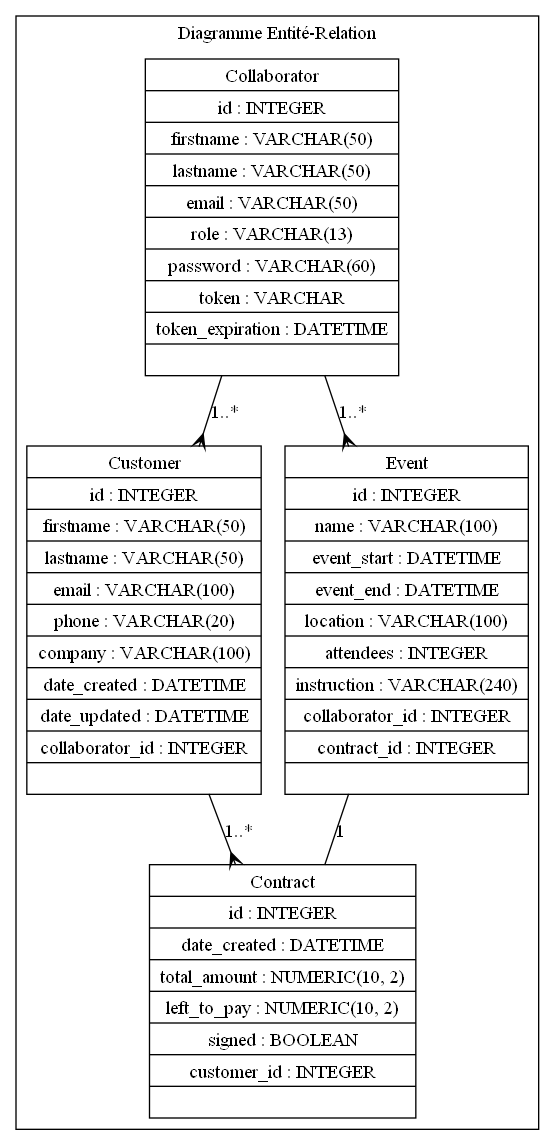 Diagramme Entité-Relation
Collaborator
id : INTEGER
firstname : VARCHAR(50)
lastname : VARCHAR(50)
email : VARCHAR(50)
role : VARCHAR(13)
password : VARCHAR(60)
token : VARCHAR
token_expiration : DATETIME
1..*
1..*
Customer
id : INTEGER
firstname : VARCHAR(50)
lastname : VARCHAR(50)
email : VARCHAR(100)
phone : VARCHAR(20)
company : VARCHAR(100)
date_created : DATETIME
date_updated : DATETIME
collaborator_id : INTEGER
Event
id : INTEGER
name : VARCHAR(100)
event_start : DATETIME
event_end : DATETIME
location : VARCHAR(100)
attendees : INTEGER
instruction : VARCHAR(240)
collaborator_id : INTEGER
contract_id : INTEGER
1..*
1
Contract
id : INTEGER
date_created : DATETIME
total_amount : NUMERIC(10, 2)
left_to_pay : NUMERIC(10, 2)
signed : BOOLEAN
customer_id : INTEGER